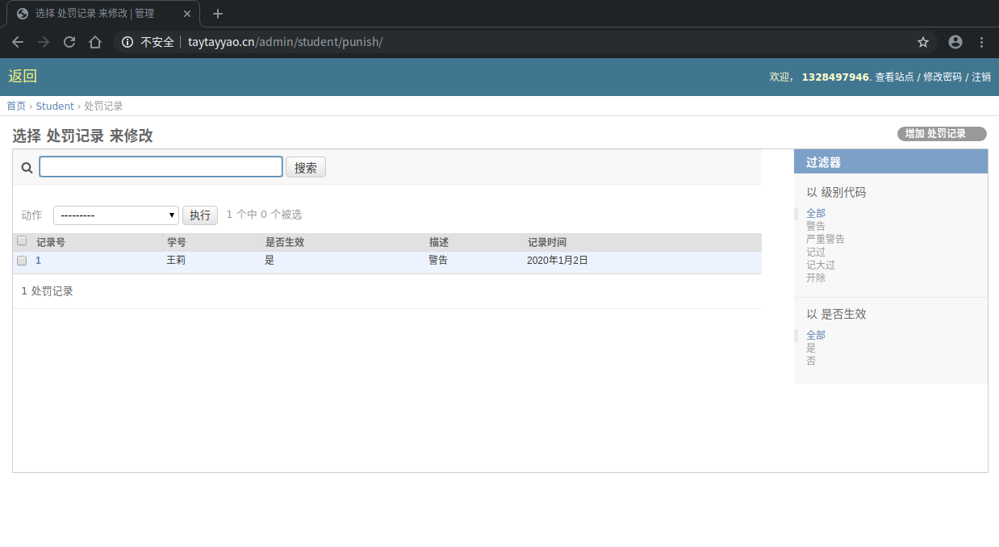 选择 处罚记录 来修改 | 管理
不安全 | taytayyao.cn/admin/student/punish/
返回
欢迎， 1328497946. 查看站点 / 修改密码 / 注销
首页 › Student › 处罚记录
选择 处罚记录 来修改
增加 处罚记录
搜索
动作 --------- 执行 1 个中 0 个被选
记录号 学号 是否生效 描述 记录时间
1 王莉 是 警告 2020年1月2日
1 处罚记录
过滤器
以 级别代码
全部
警告
严重警告
记过
记大过
开除
以 是否生效
全部
是
否